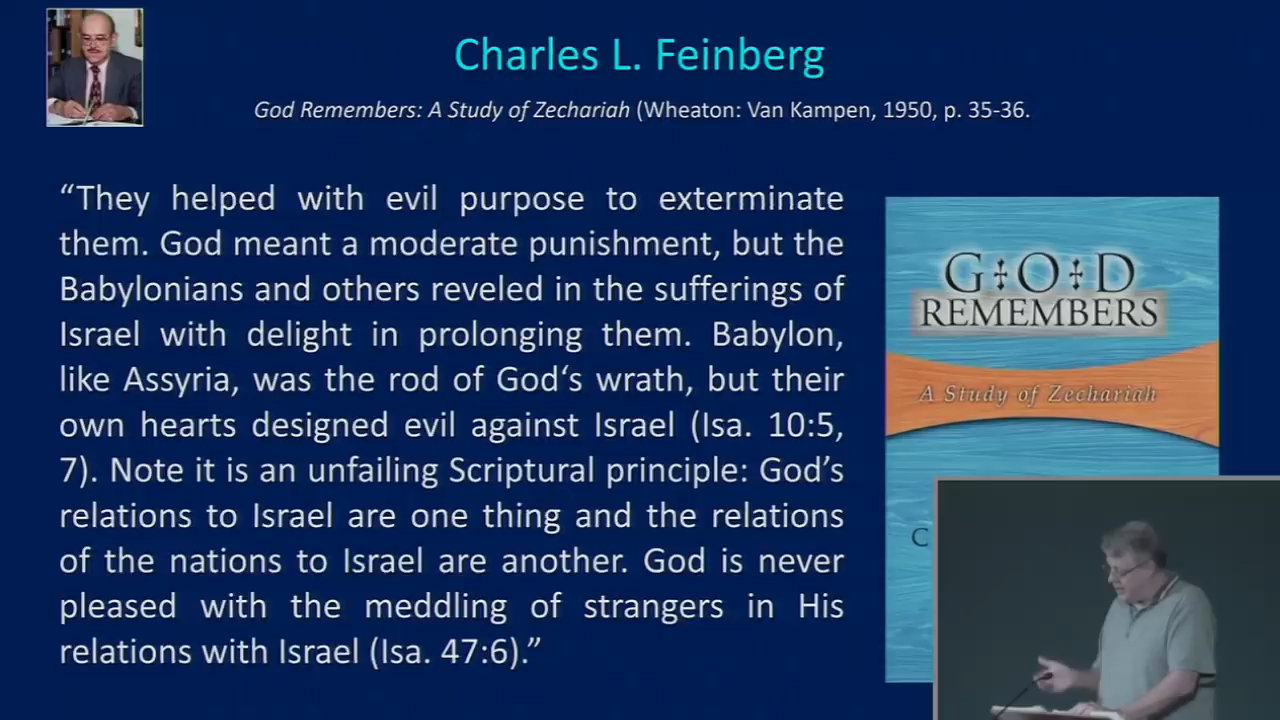 Charles L. Feinberg
God Remembers: A Study of Zechariah (Wheaton: Van Kampen, 1950, p. 35-36.
“They helped with evil purpose to exterminate
them. God meant a moderate punishment, but the
Babylonians and others reveled in the sufferings of
Israel with delight in prolonging them. Babylon,
like Assyria, was the rod of God‘s wrath, but their
own hearts designed evil against Israel (Isa. 10:5,
7). Note it is an unfailing Scriptural principle: God’s
relations to Israel are one thing and the relations
of the nations to Israel are another. God is never
pleased with the meddling of strangers in His
relations with Israel (Isa. 47:6).”
G‡O‡D
REMEMBERS
A Study of Zechariah
C